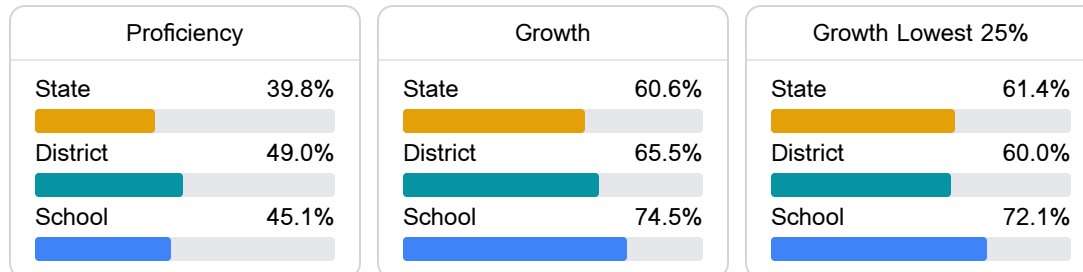 Proficiency
State 39.8%
District 49.0%
School 45.1%
Growth
State 60.6%
District 65.5%
School 74.5%
Growth Lowest 25%
State 61.4%
District 60.0%
School 72.1%